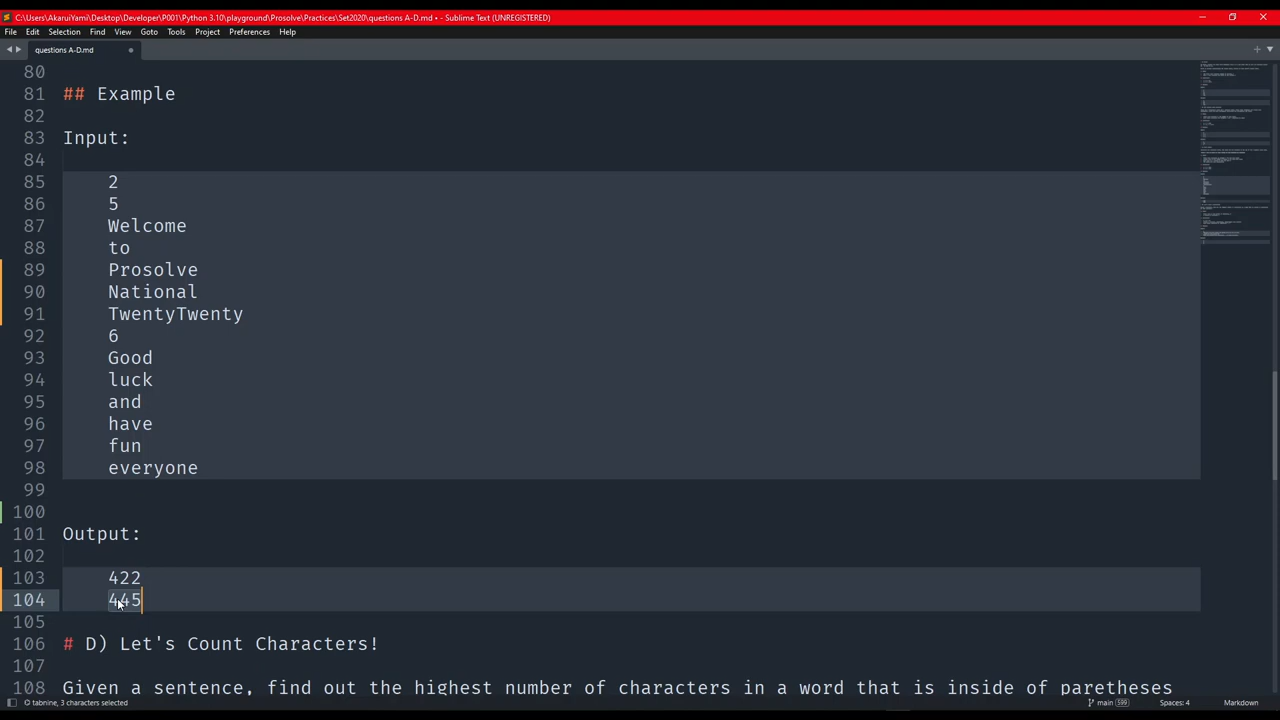 C:\Users\AkaruiYami\Desktop\Developer\P001\Python 3.10\playground\Prosolve\Practices\Set2020\questions A-D.md • - Sublime Text (UNREGISTERED)
File Edit Selection Find View Goto Tools Project Preferences Help
questions A-D.md
80
81 ## Example
82
83 Input:
84
85 2
86 5
87 Welcome
88 to
89 Prosolve
90 National
91 TwentyTwenty
92 6
93 Good
94 luck
95 and
96 have
97 fun
98 everyone
99
100
101 Output:
102
103 422
104 445
105
106 # D) Let's Count Characters!
107
108 Given a sentence, find out the highest number of characters in a word that is inside of paretheses
tabnine, 3 characters selected main 599 Spaces: 4 Markdown